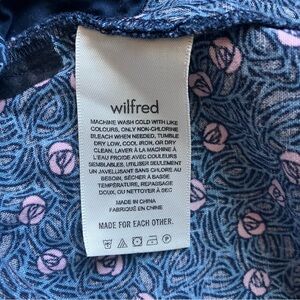 wilfred
MACHINE WASH COLD WITH LIKE
COLOURS, ONLY NON-CHLORINE
BLEACH WHEN NEEDED, TUMBLE
DRY LOW, COOL IRON, OR DRY
CLEAN. LAVER À LA MACHINE À
L'EAU FROIDE AVEC COULEURS
SEMBLABLES, UTILISER SEULEMENT
UN JAVELLISANT SANS CHLORE AU
BESOIN, SÉCHER À BASSE
TEMPÉRATURE, REPASSAGE
DOUX, OU NETTOYER À SEC
MADE IN CHINA
FABRIQUÉ EN CHINE
MADE FOR EACH OTHER.